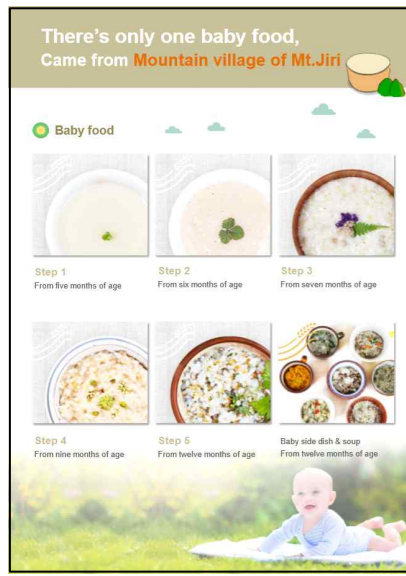 There's only one baby food,
Came from Mountain village of Mt.Jiri
Baby food
Step 1
From five months of age
Step 2
From six months of age
Step 3
From seven months of age
Step 4
From nine months of age
Step 5
From twelve months of age
Baby side dish & soup
From twelve months of age